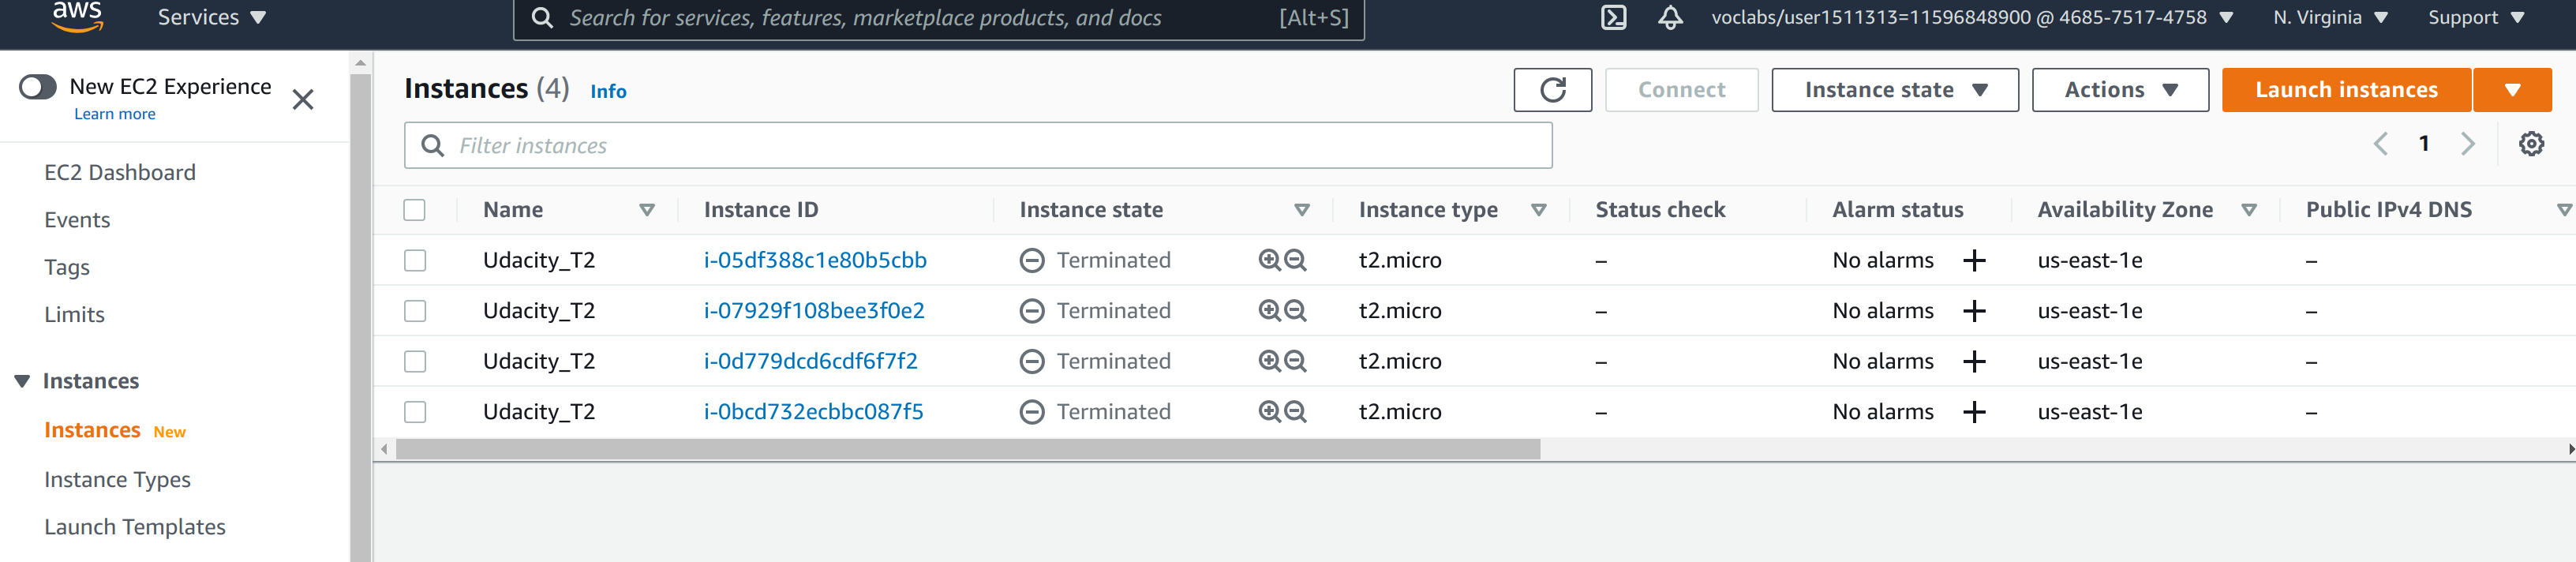 aws
Services
Search for services, features, marketplace products, and docs [Alt+S]
voclabs/user1511313=11596848900 @ 4685-7517-4758
N. Virginia
Support
New EC2 Experience
Learn more
EC2 Dashboard
Events
Tags
Limits
Instances
Instances New
Instance Types
Launch Templates
Instances (4) Info
Connect
Instance state
Actions
Launch instances
Filter instances
1
Name Instance ID Instance state Instance type Status check Alarm status Availability Zone Public IPv4 DNS
Udacity_T2 i-05df388c1e80b5cbb Terminated t2.micro – No alarms + us-east-1e –
Udacity_T2 i-07929f108bee3f0e2 Terminated t2.micro – No alarms + us-east-1e –
Udacity_T2 i-0d779dcd6cdf6f7f2 Terminated t2.micro – No alarms + us-east-1e –
Udacity_T2 i-0bcd732ecbbc087f5 Terminated t2.micro – No alarms + us-east-1e –